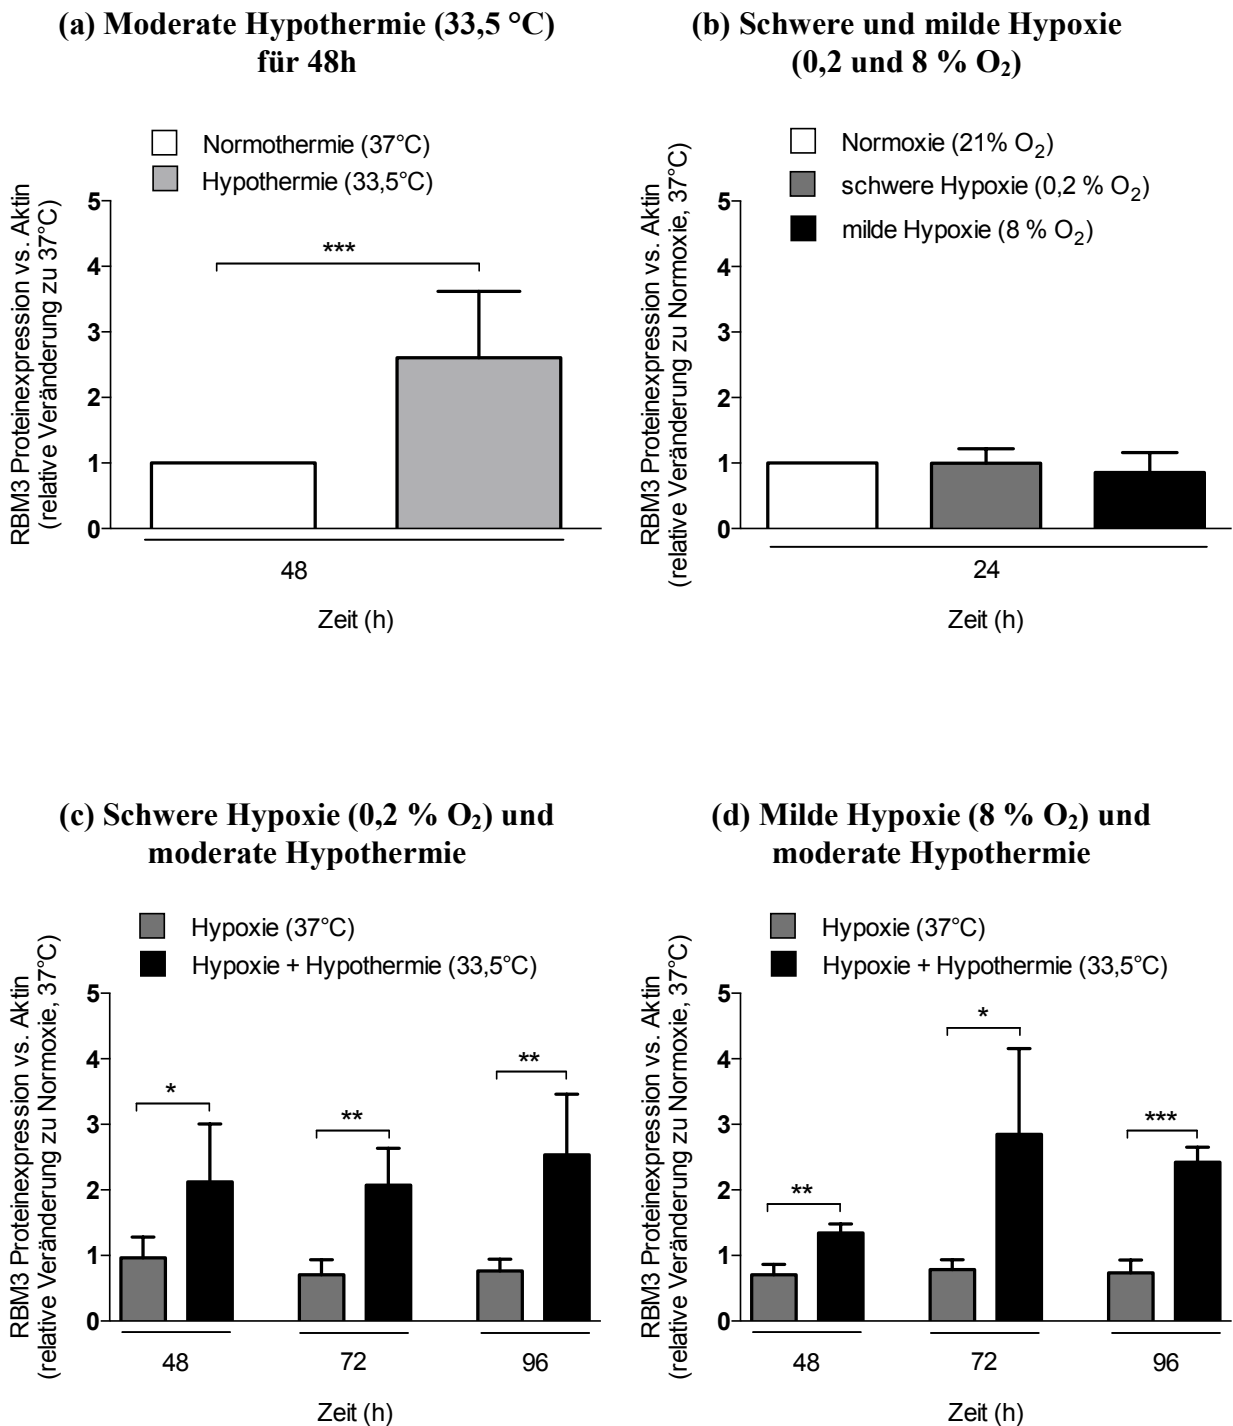 (a) Moderate Hypothermie (33,5 °C)
für 48h
Normothermie (37°C)
Hypothermie (33,5°C)
RBM3 Proteinexpression vs. Aktin
(relative Veränderung zu 37°C)
5
4
3
2
1
0
***
48
Zeit (h)
(b) Schwere und milde Hypoxie
(0,2 und 8 % O₂)
Normoxie (21% O₂)
schwere Hypoxie (0,2 % O₂)
milde Hypoxie (8 % O₂)
RBM3 Proteinexpression vs. Aktin
(relative Veränderung zu Normoxie, 37°C)
5
4
3
2
1
0
24
Zeit (h)
(c) Schwere Hypoxie (0,2 % O₂) und
moderate Hypothermie
Hypoxie (37°C)
Hypoxie + Hypothermie (33,5°C)
RBM3 Proteinexpression vs. Aktin
(relative Veränderung zu Normoxie, 37°C)
5
4
3
2
1
0
*
**
**
48 72 96
Zeit (h)
(d) Milde Hypoxie (8 % O₂) und
moderate Hypothermie
Hypoxie (37°C)
Hypoxie + Hypothermie (33,5°C)
RBM3 Proteinexpression vs. Aktin
(relative Veränderung zu Normoxie, 37°C)
5
4
3
2
1
0
**
*
***
48 72 96
Zeit (h)